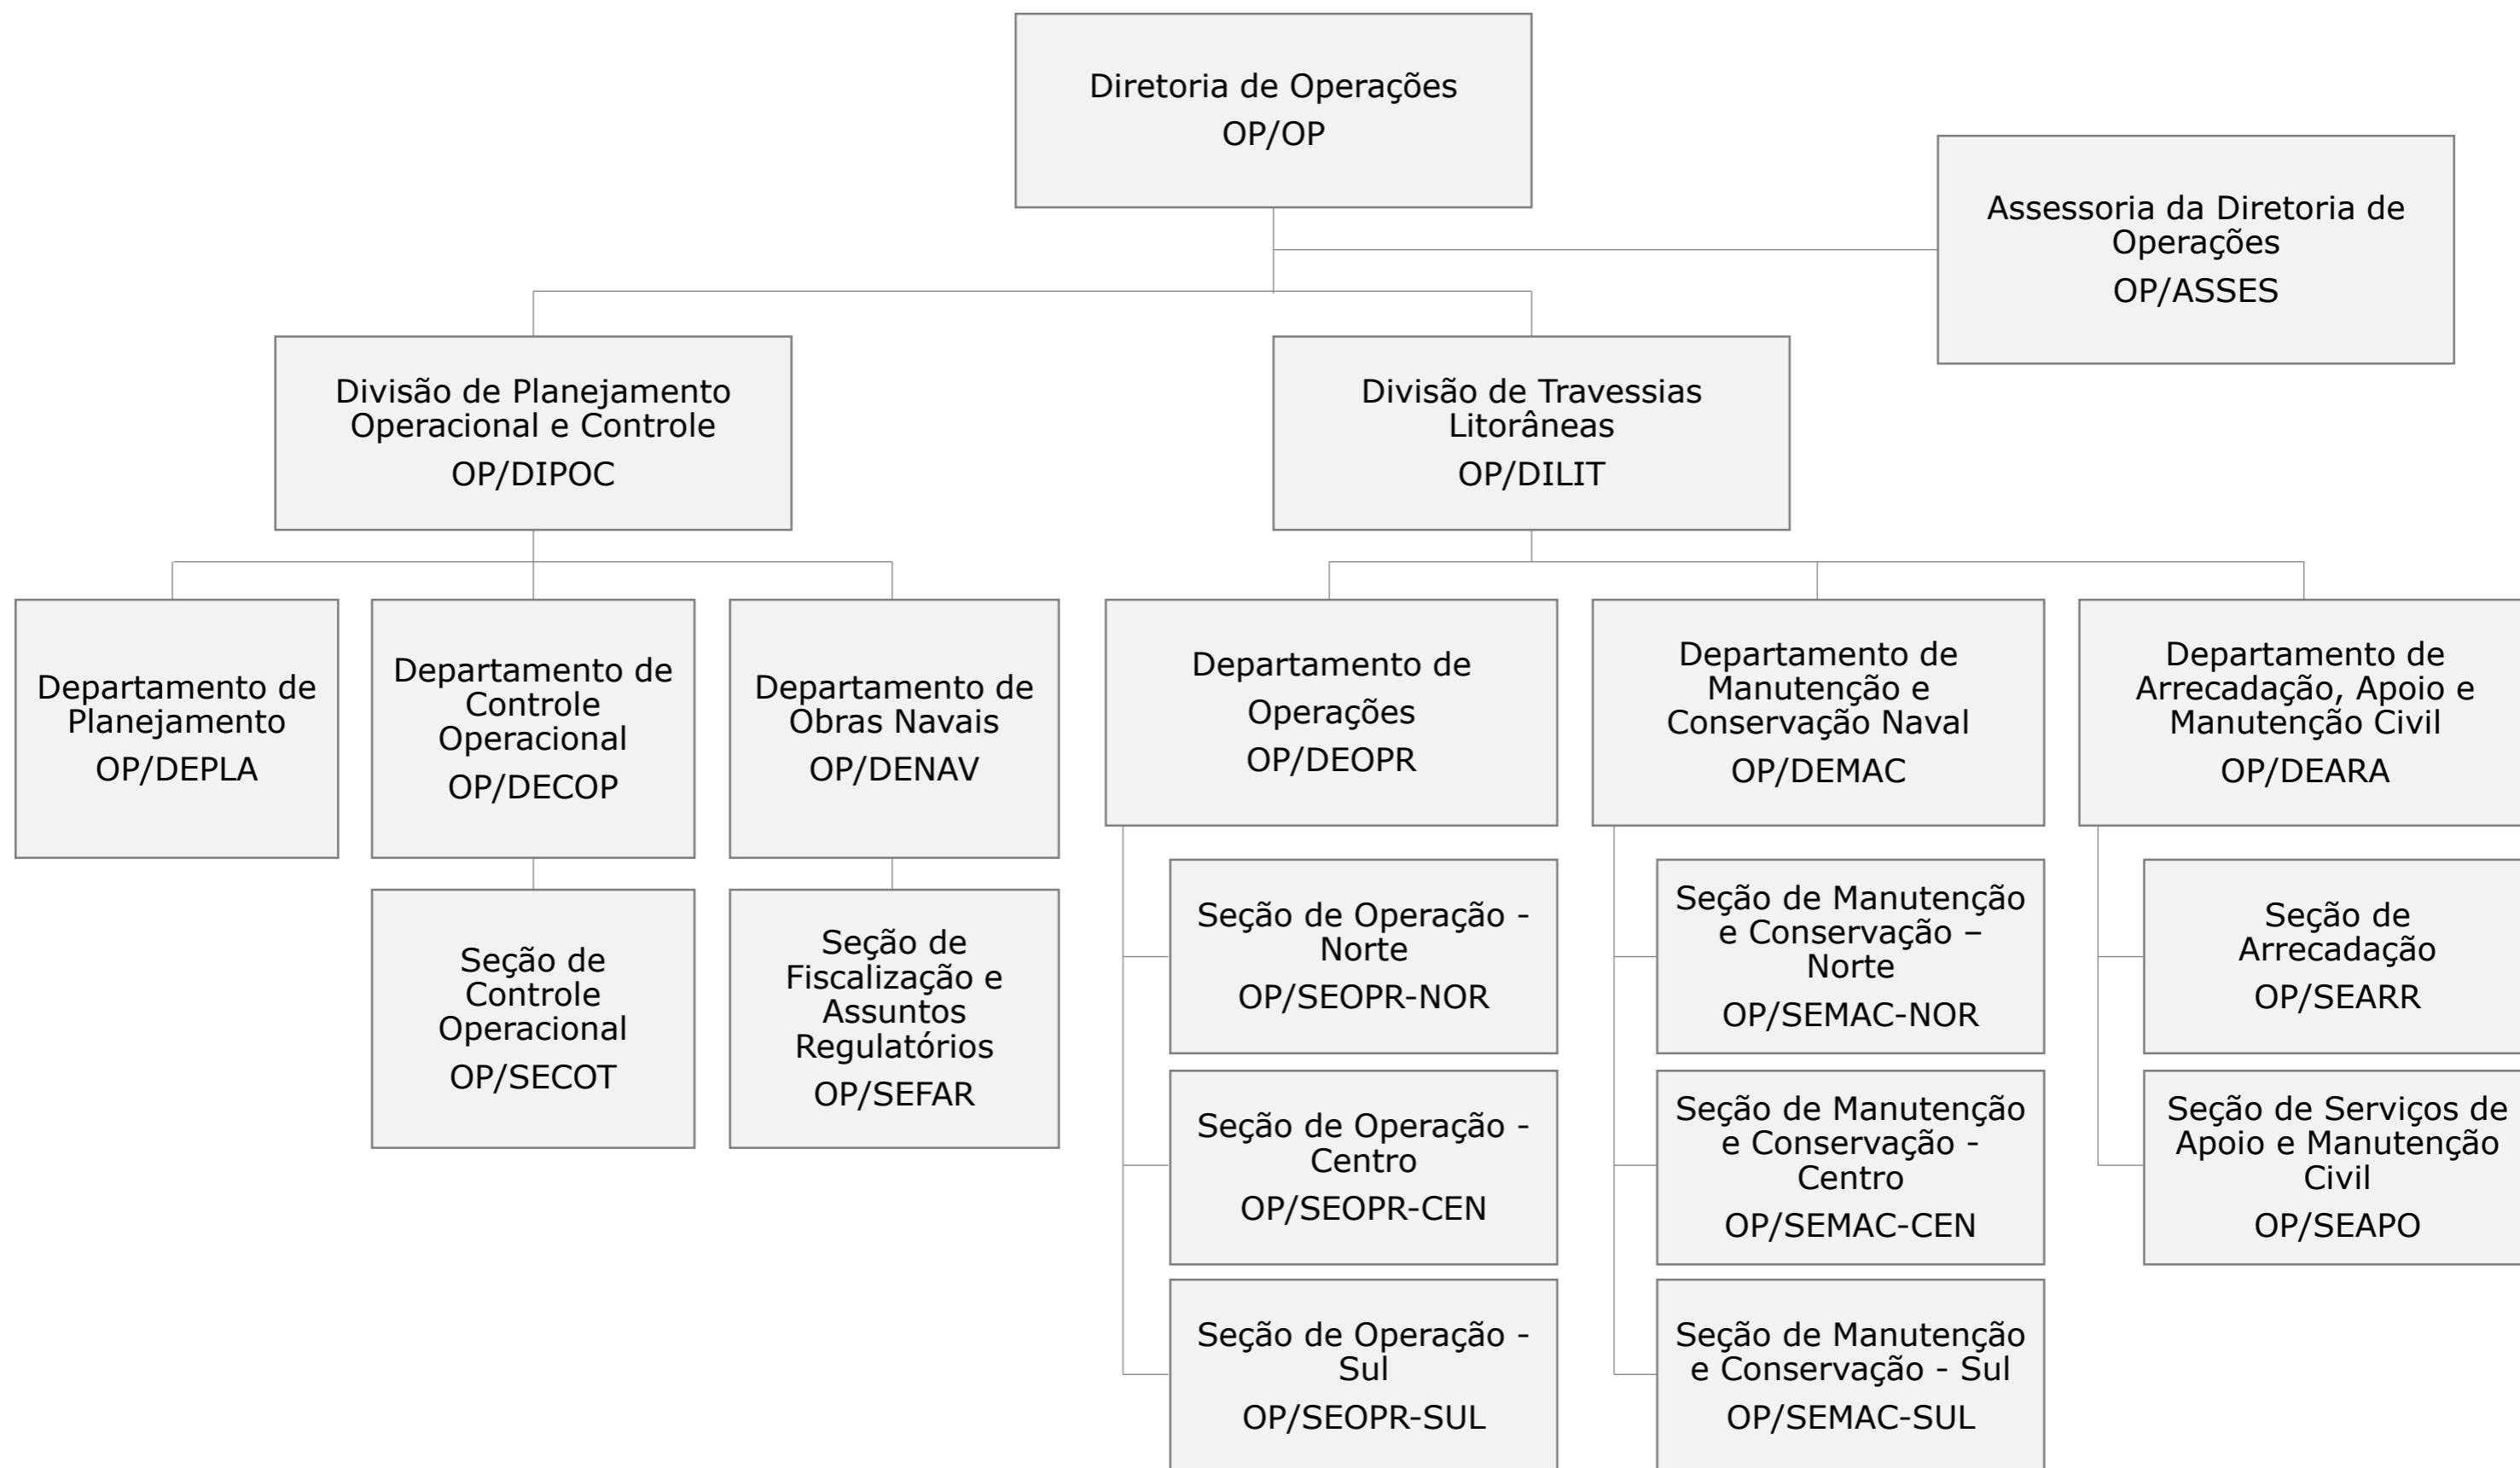 Diretoria de Operações
OP/OP
Assessoria da Diretoria de
Operações
OP/ASSES
Divisão de Planejamento
Operacional e Controle
OP/DIPOC
Divisão de Travessias
Litorâneas
OP/DILIT
Departamento de
Planejamento
OP/DEPLA
Departamento de
Controle
Operacional
OP/DECOP
Departamento de
Obras Navais
OP/DENAV
Departamento de
Operações
OP/DEOPR
Departamento de
Manutenção e
Conservação Naval
OP/DEMAC
Departamento de
Arrecadação, Apoio e
Manutenção Civil
OP/DEARA
Seção de
Controle
Operacional
OP/SECOT
Seção de
Fiscalização e
Assuntos
Regulatórios
OP/SEFAR
Seção de Operação -
Norte
OP/SEOPR-NOR
Seção de Manutenção
e Conservação –
Norte
OP/SEMAC-NOR
Seção de
Arrecadação
OP/SEARR
Seção de Operação -
Centro
OP/SEOPR-CEN
Seção de Manutenção
e Conservação -
Centro
OP/SEMAC-CEN
Seção de Serviços de
Apoio e Manutenção
Civil
OP/SEAPO
Seção de Operação -
Sul
OP/SEOPR-SUL
Seção de Manutenção
e Conservação - Sul
OP/SEMAC-SUL